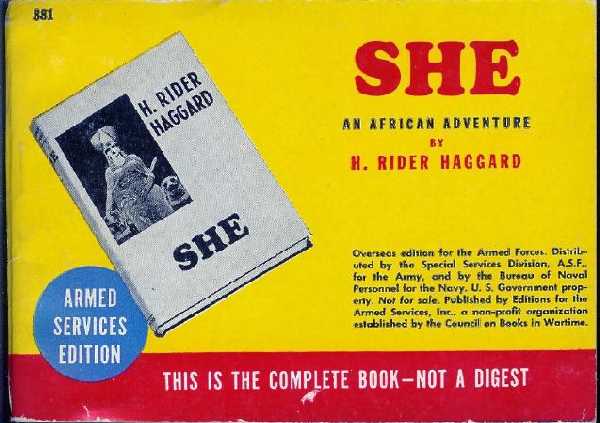 881
H. RIDER
HAGGARD
SHE
SHE
AN AFRICAN ADVENTURE
BY
H. RIDER HAGGARD
Overseas edition for the Armed Forces. Distrib-
uted by the Special Services Division, A.S.F.,
for the Army, and by the Bureau of Naval
Personnel for the Navy. U. S. Government prop-
erty. Not for sale. Published by Editions for the
Armed Services, Inc., a non-profit organization
established by the Council on Books in Wartime.
ARMED
SERVICES
EDITION
THIS IS THE COMPLETE BOOK—NOT A DIGEST